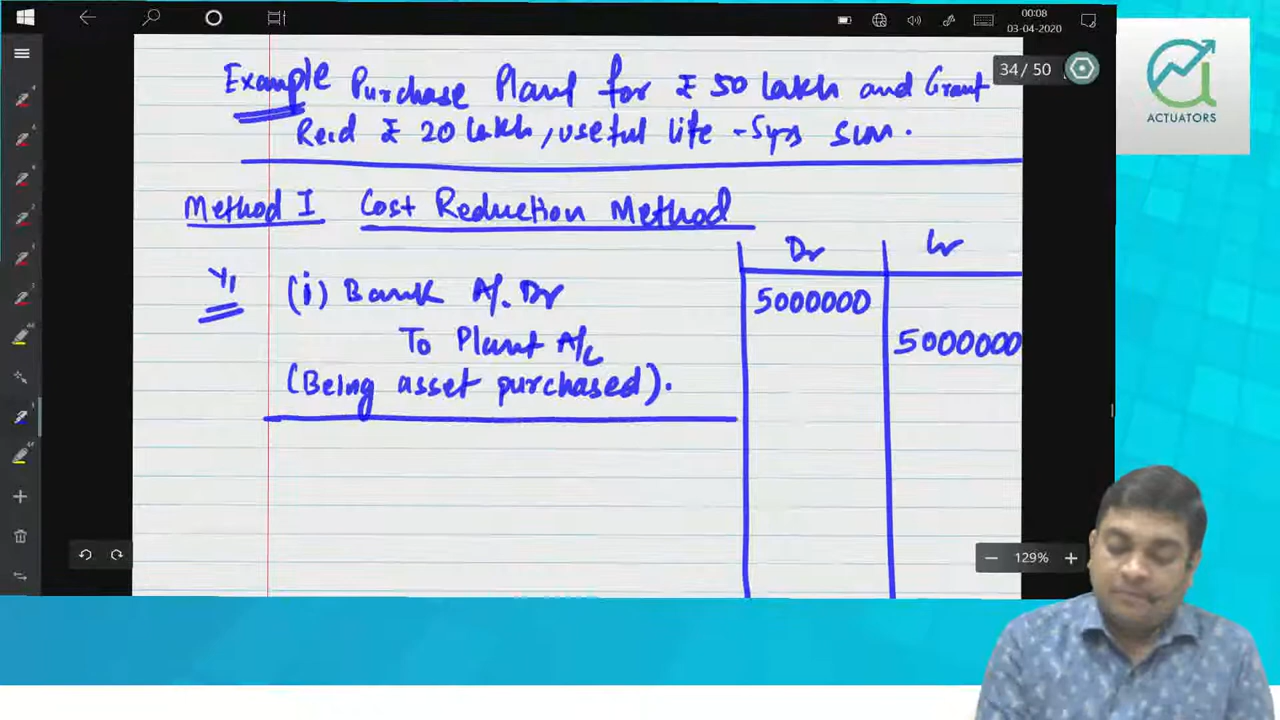 00:08
03-04-2020
34 / 50
ACTUATORS
Example Purchase Plant for ₹ 50 lakh and Grant
Recd ₹ 20 lakh, useful life - 5yrs SLM.
Method I Cost Reduction Method
Dr Cr
Y1 (i) Bank A/c. Dr 5000000
To Plant A/c 5000000
(Being asset purchased).
129%